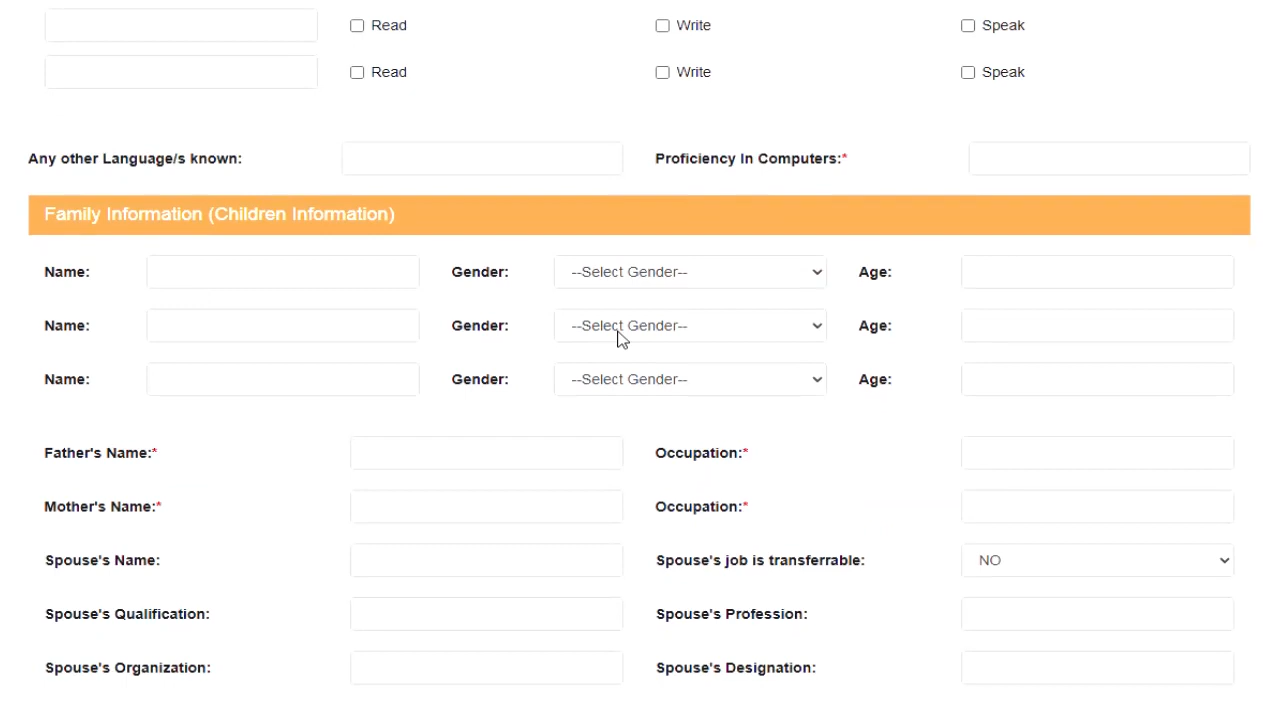 Read Write Speak
Read Write Speak
Any other Language/s known: Proficiency In Computers:*
Family Information (Children Information)
Name: Gender: --Select Gender-- Age:
Name: Gender: --Select Gender-- Age:
Name: Gender: --Select Gender-- Age:
Father's Name:* Occupation:*
Mother's Name:* Occupation:*
Spouse's Name: Spouse's job is transferrable: NO
Spouse's Qualification: Spouse's Profession:
Spouse's Organization: Spouse's Designation: